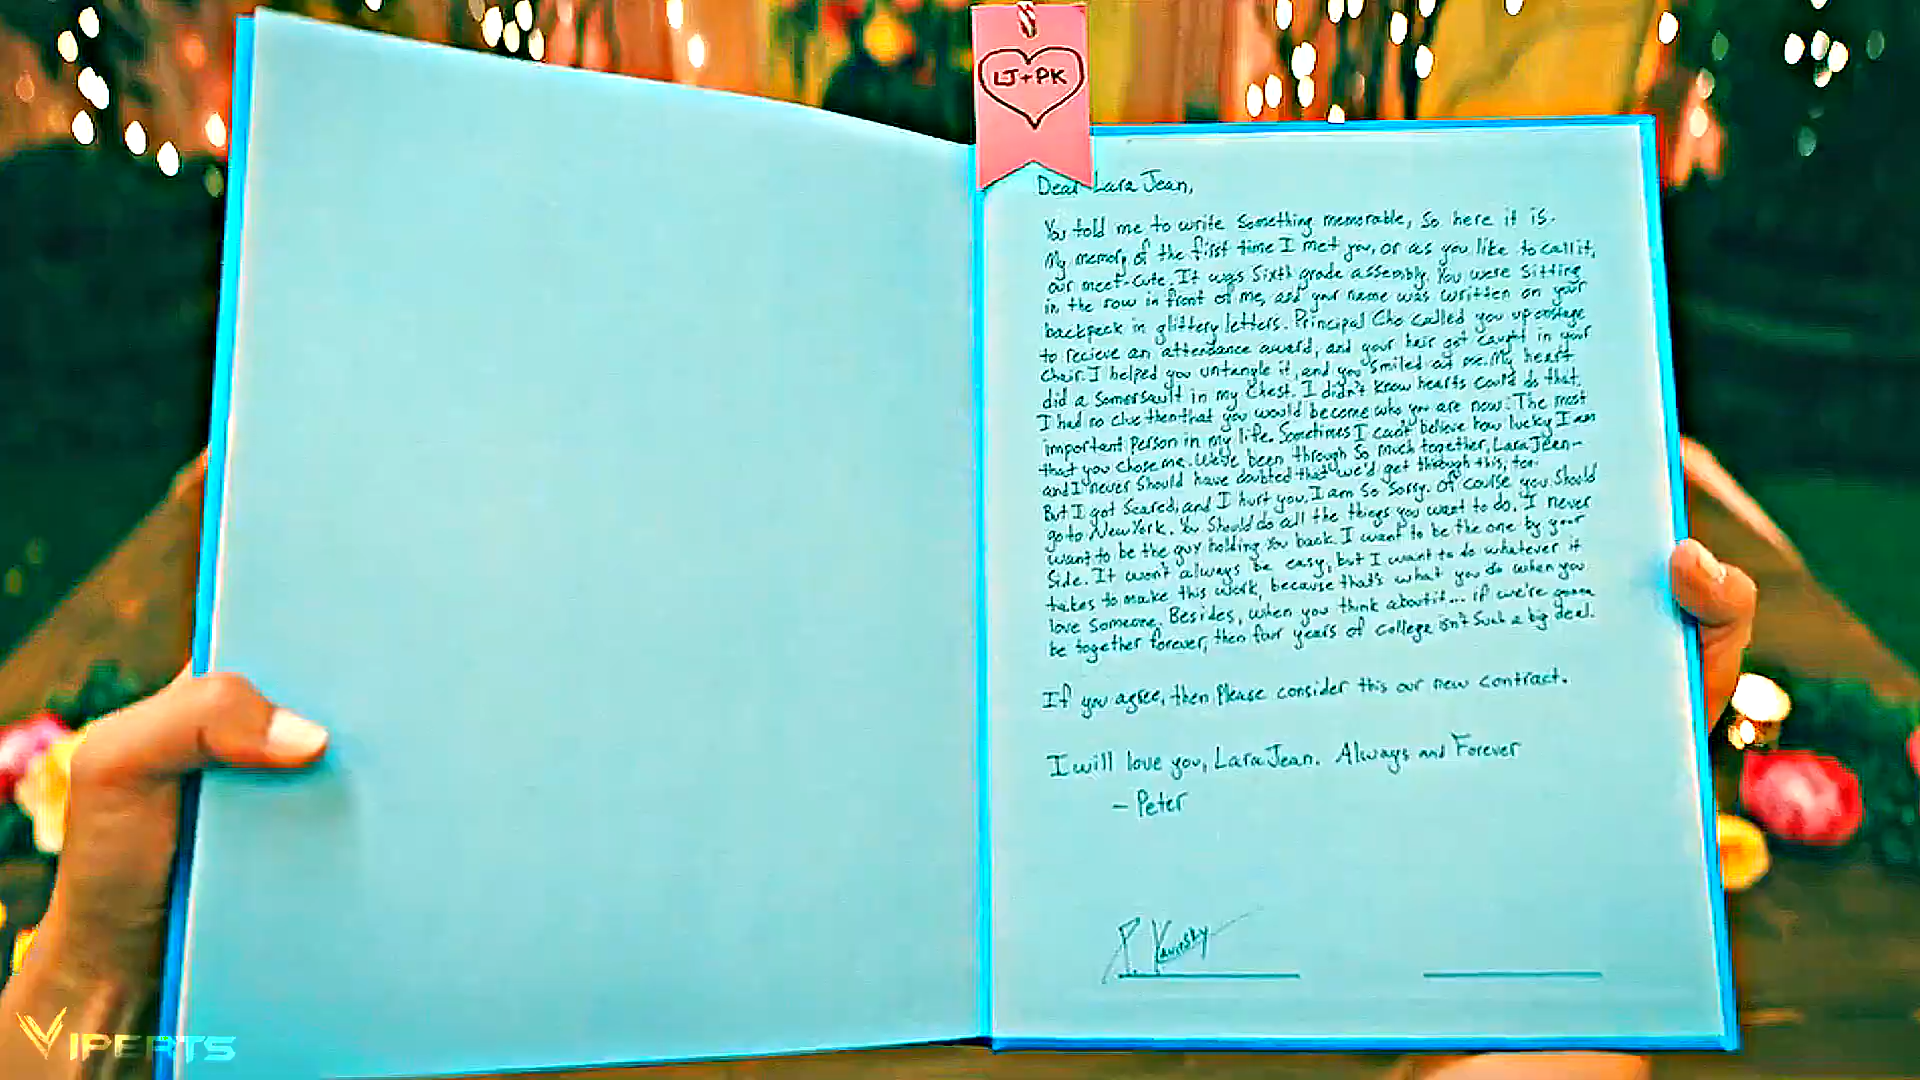 LJ+PK
Dear Lara Jean,
You told me to write something memorable, so here it is.
My memory of the first time I met you, or as you like to call it,
our meet-cute. It was sixth grade assembly. You were sitting
in the row in front of me, and your name was written on your
backpack in glittery letters. Principal Cho called you up onstage
to recieve an attendance award, and your hair got caught in your
chair. I helped you untangle it, and you smiled at me. My heart
did a somersault in my chest. I didn't know hearts could do that.
I had no clue then that you would become who you are now: The most
important person in my life. Sometimes I can't believe how lucky I am
that you chose me. We've been through so much together, Lara Jean-
and I never should have doubted that we'd get through this, too.
But I got scared, and I hurt you. I am so sorry. Of course you should
go to New York. You should do all the things you want to do. I never
want to be the guy holding you back. I want to be the one by your
side. It won't always be easy, but I want to do whatever it
takes to make this work, because that's what you do when you
love someone. Besides, when you think about it... if we're gonna
be together forever, then four years of college isn't such a big deal.
If you agree, then please consider this our new contract.
I will love you, Lara Jean. Always and Forever
- Peter
P. Kavinsky
VIPERTS